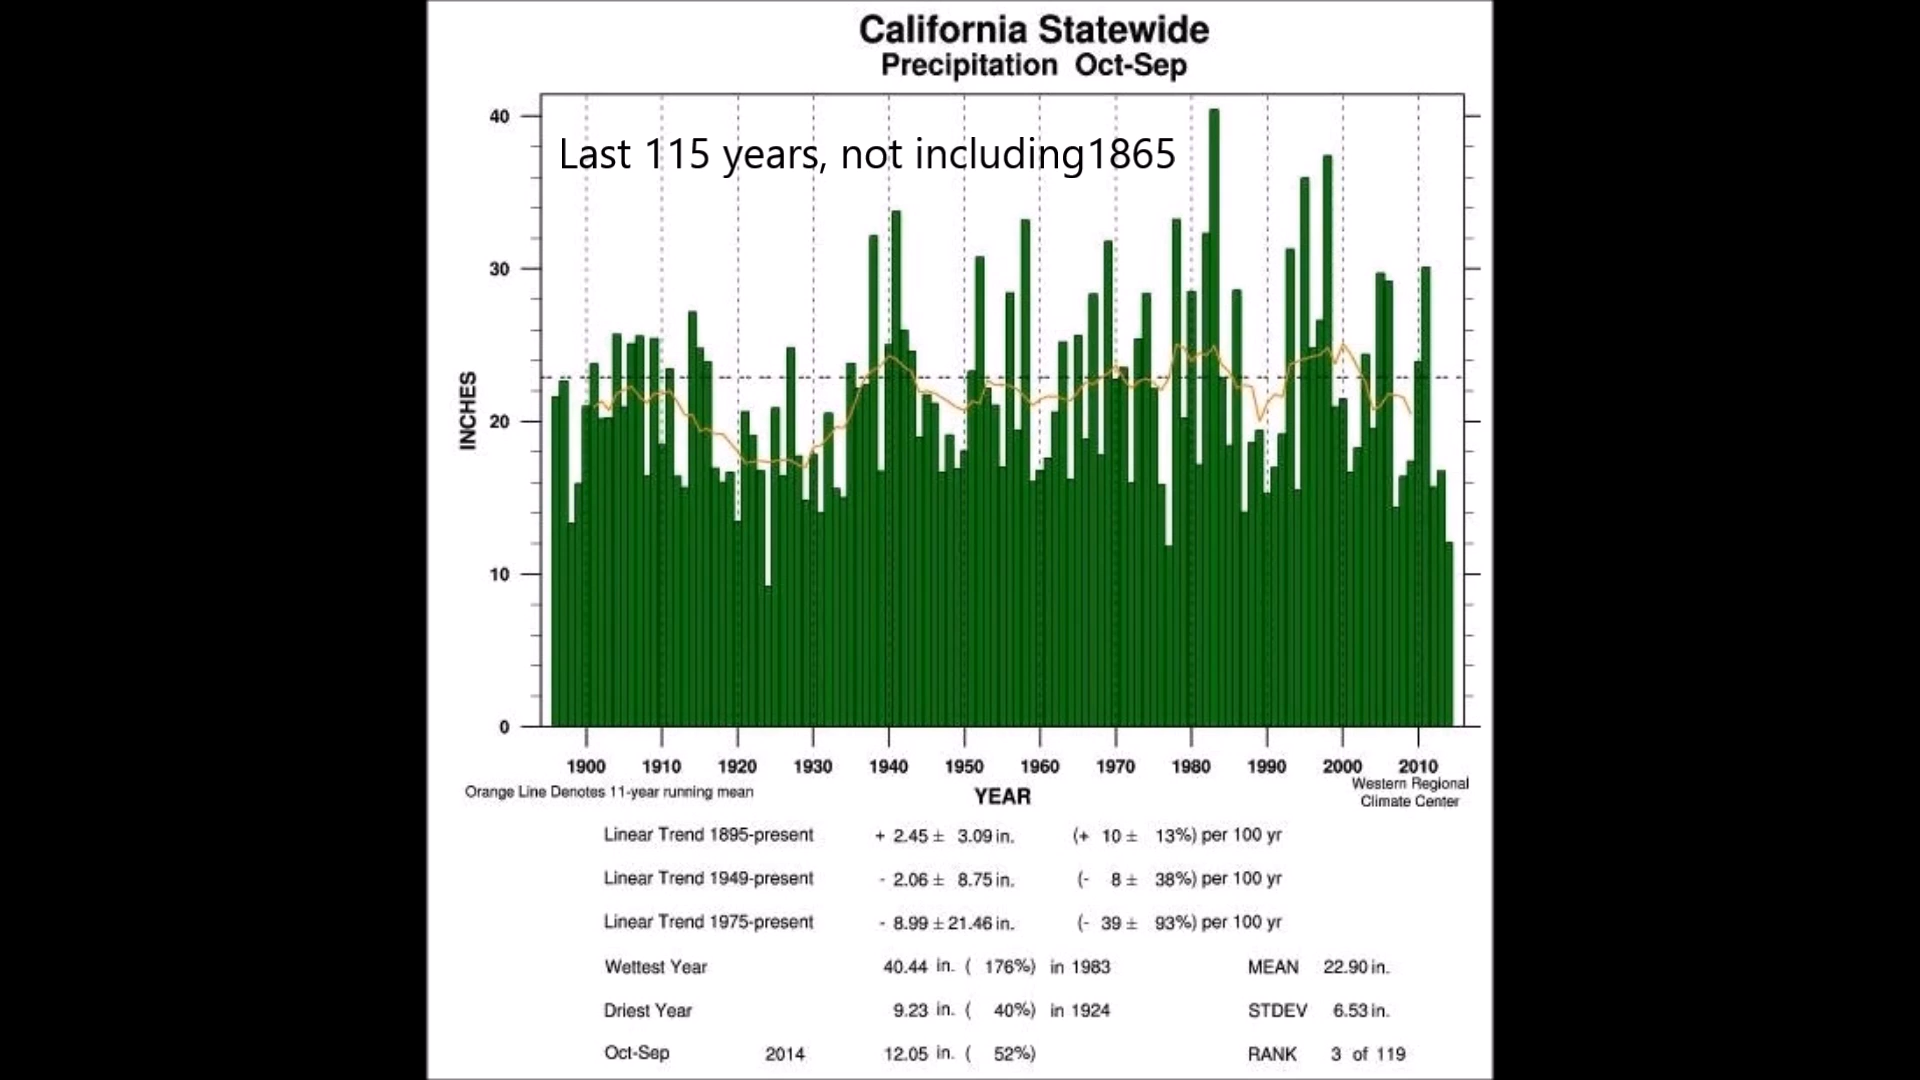 California Statewide
Precipitation Oct-Sep
Last 115 years, not including1865
40
30
20
10
0
INCHES
1900 1910 1920 1930 1940 1950 1960 1970 1980 1990 2000 2010
Orange Line Denotes 11-year running mean
YEAR
Western Regional
Climate Center
Linear Trend 1895-present + 2.45 ± 3.09 in. (+ 10 ± 13%) per 100 yr
Linear Trend 1949-present - 2.06 ± 8.75 in. (- 8 ± 38%) per 100 yr
Linear Trend 1975-present - 8.99 ± 21.46 in. (- 39 ± 93%) per 100 yr
Wettest Year 40.44 in. ( 176%) in 1983 MEAN 22.90 in.
Driest Year 9.23 in. ( 40%) in 1924 STDEV 6.53 in.
Oct-Sep 2014 12.05 in. ( 52%) RANK 3 of 119